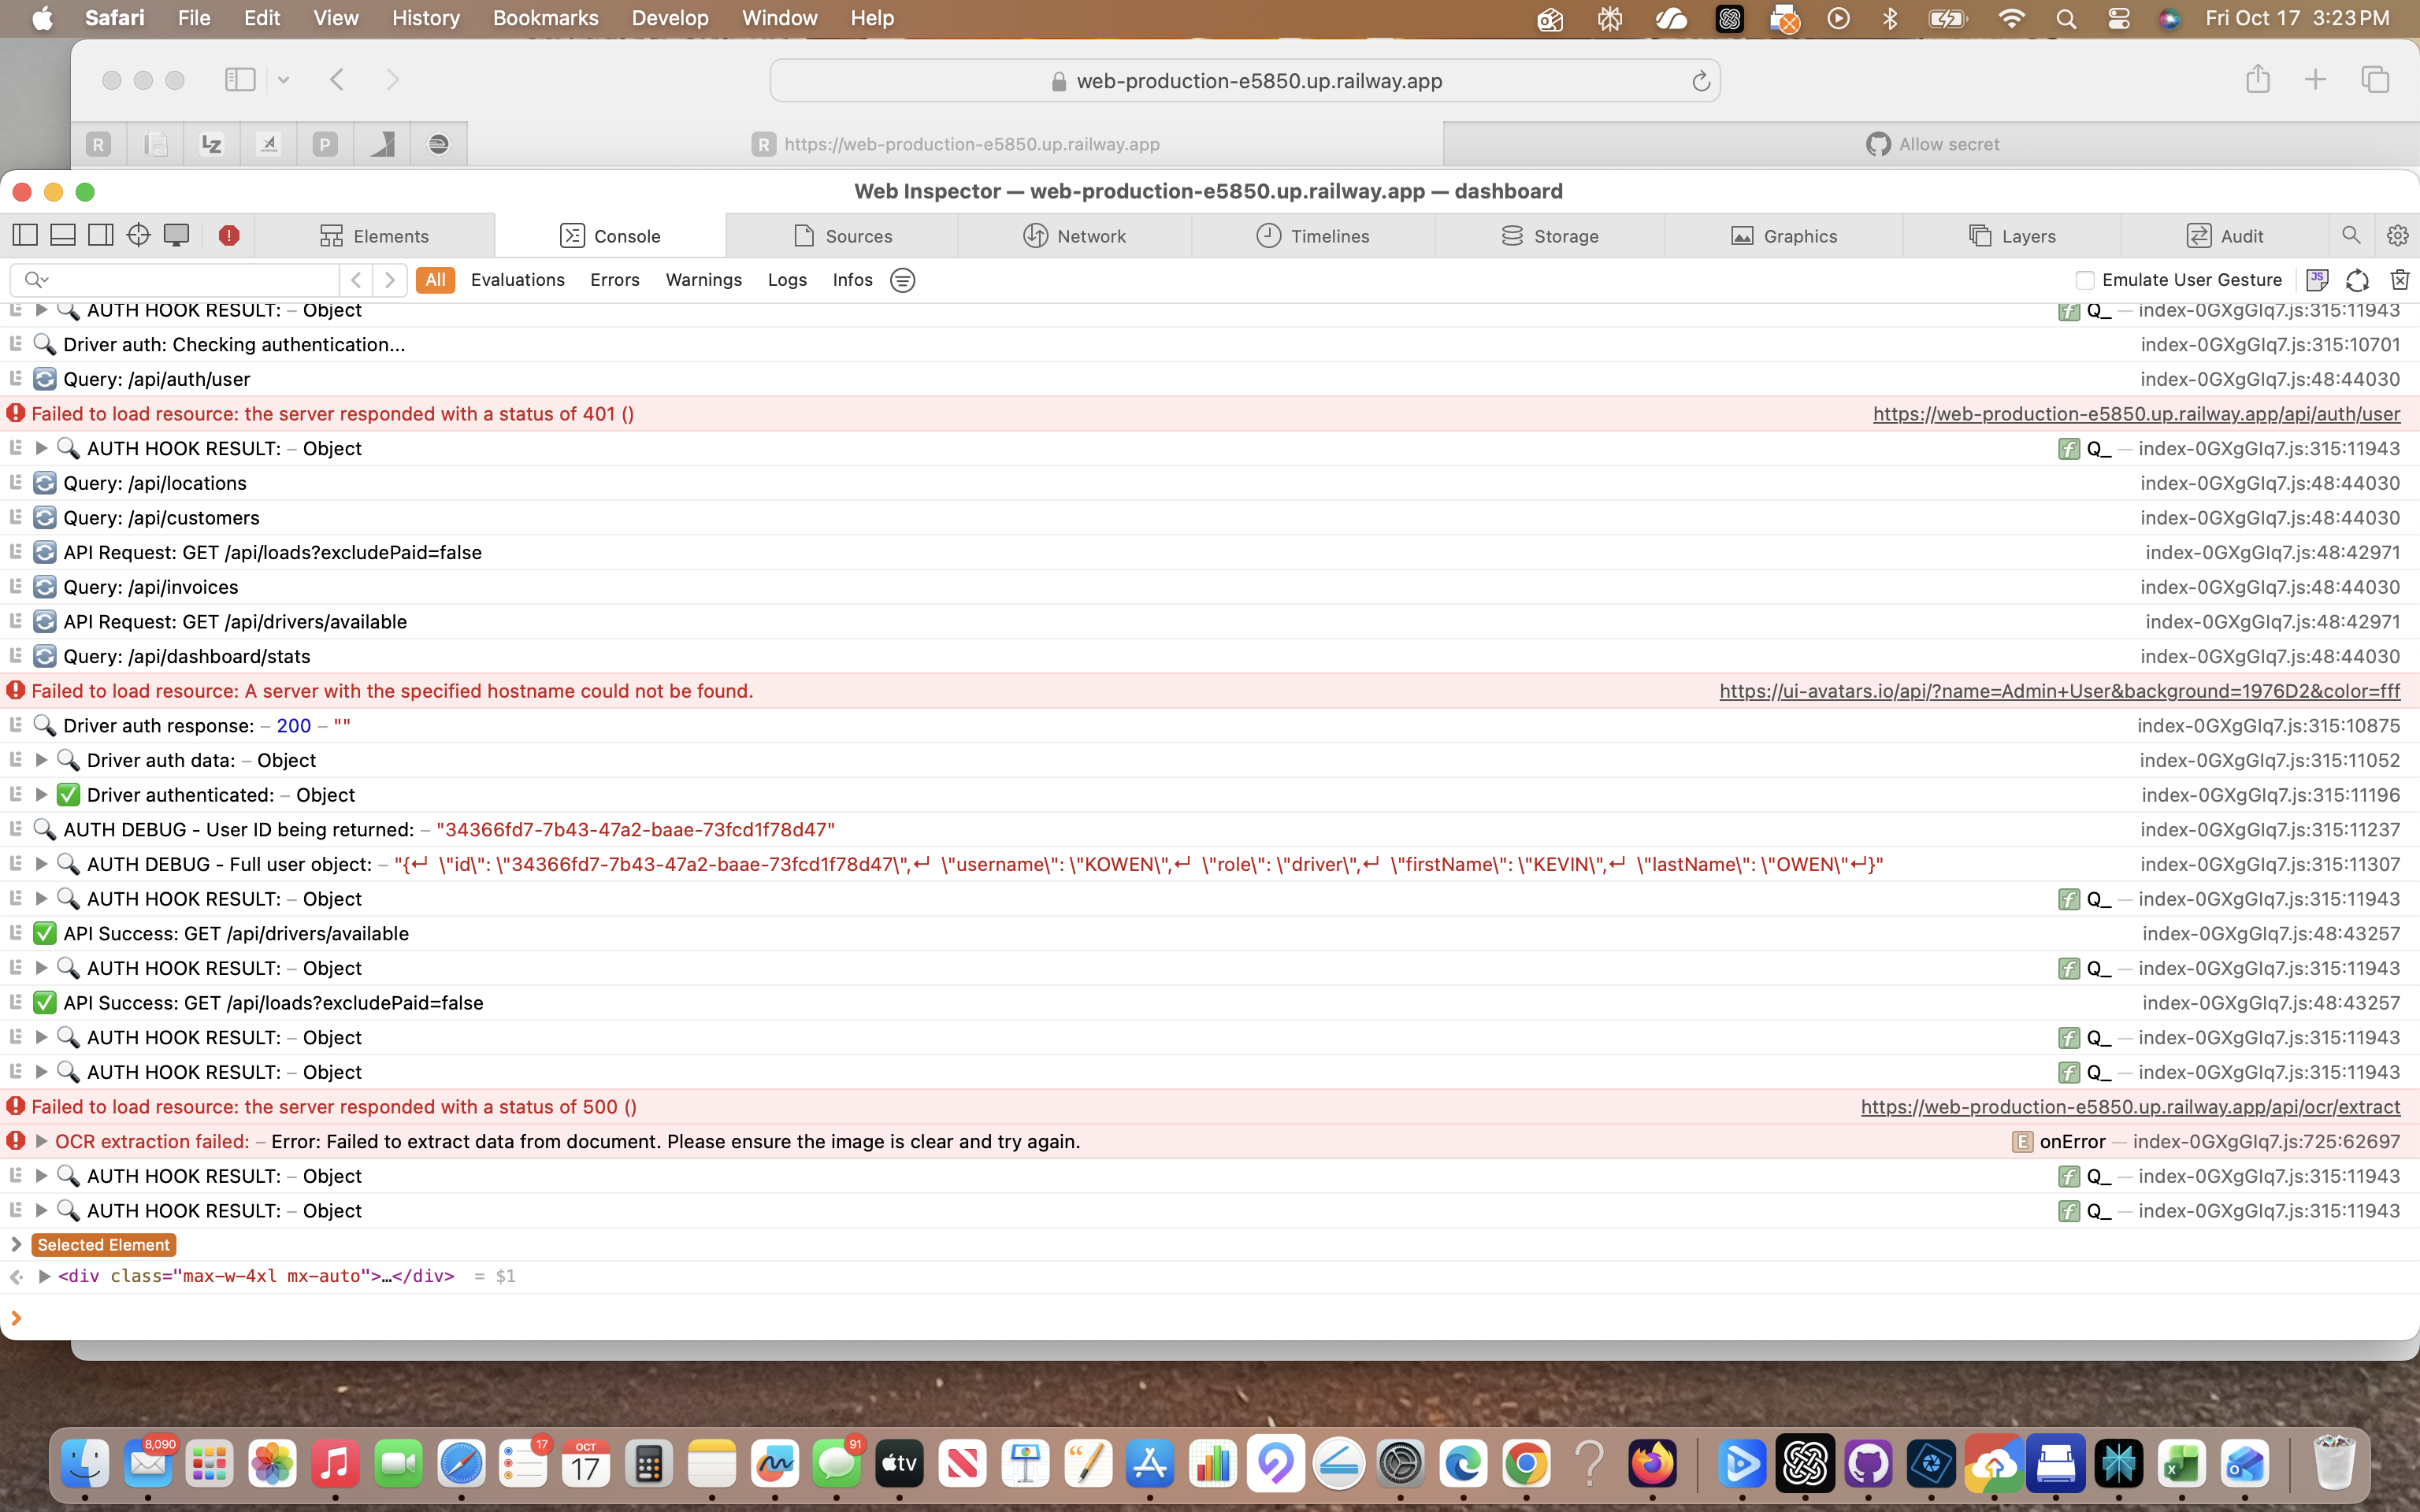 Safari File Edit View History Bookmarks Develop Window Help Fri Oct 17 3:23 PM
web-production-e5850.up.railway.app
R LZ P R https://web-production-e5850.up.railway.app Allow secret
Web Inspector — web-production-e5850.up.railway.app — dashboard
Elements Console Sources Network Timelines Storage Graphics Layers Audit
All Evaluations Errors Warnings Logs Infos Emulate User Gesture JS
AUTH HOOK RESULT: – Object f Q_ — index-0GXgGlq7.js:315:11943
Driver auth: Checking authentication... index-0GXgGlq7.js:315:10701
Query: /api/auth/user index-0GXgGlq7.js:48:44030
Failed to load resource: the server responded with a status of 401 () https://web-production-e5850.up.railway.app/api/auth/user
AUTH HOOK RESULT: – Object f Q_ — index-0GXgGlq7.js:315:11943
Query: /api/locations index-0GXgGlq7.js:48:44030
Query: /api/customers index-0GXgGlq7.js:48:44030
API Request: GET /api/loads?excludePaid=false index-0GXgGlq7.js:48:42971
Query: /api/invoices index-0GXgGlq7.js:48:44030
API Request: GET /api/drivers/available index-0GXgGlq7.js:48:42971
Query: /api/dashboard/stats index-0GXgGlq7.js:48:44030
Failed to load resource: A server with the specified hostname could not be found. https://ui-avatars.io/api/?name=Admin+User&background=1976D2&color=fff
Driver auth response: – 200 – "" index-0GXgGlq7.js:315:10875
Driver auth data: – Object index-0GXgGlq7.js:315:11052
Driver authenticated: – Object index-0GXgGlq7.js:315:11196
AUTH DEBUG - User ID being returned: – "34366fd7-7b43-47a2-baae-73fcd1f78d47" index-0GXgGlq7.js:315:11237
AUTH DEBUG - Full user object: – "{↵ \"id\": \"34366fd7-7b43-47a2-baae-73fcd1f78d47\",↵ \"username\": \"KOWEN\",↵ \"role\": \"driver\",↵ \"firstName\": \"KEVIN\",↵ \"lastName\": \"OWEN\"↵}" index-0GXgGlq7.js:315:11307
AUTH HOOK RESULT: – Object f Q_ — index-0GXgGlq7.js:315:11943
API Success: GET /api/drivers/available index-0GXgGlq7.js:48:43257
AUTH HOOK RESULT: – Object f Q_ — index-0GXgGlq7.js:315:11943
API Success: GET /api/loads?excludePaid=false index-0GXgGlq7.js:48:43257
AUTH HOOK RESULT: – Object f Q_ — index-0GXgGlq7.js:315:11943
AUTH HOOK RESULT: – Object f Q_ — index-0GXgGlq7.js:315:11943
Failed to load resource: the server responded with a status of 500 () https://web-production-e5850.up.railway.app/api/ocr/extract
OCR extraction failed: – Error: Failed to extract data from document. Please ensure the image is clear and try again. E onError — index-0GXgGlq7.js:725:62697
AUTH HOOK RESULT: – Object f Q_ — index-0GXgGlq7.js:315:11943
AUTH HOOK RESULT: – Object f Q_ — index-0GXgGlq7.js:315:11943
Selected Element
<div class="max-w-4xl mx-auto">…</div> = $1
8,090 17 OCT 91
17 tv